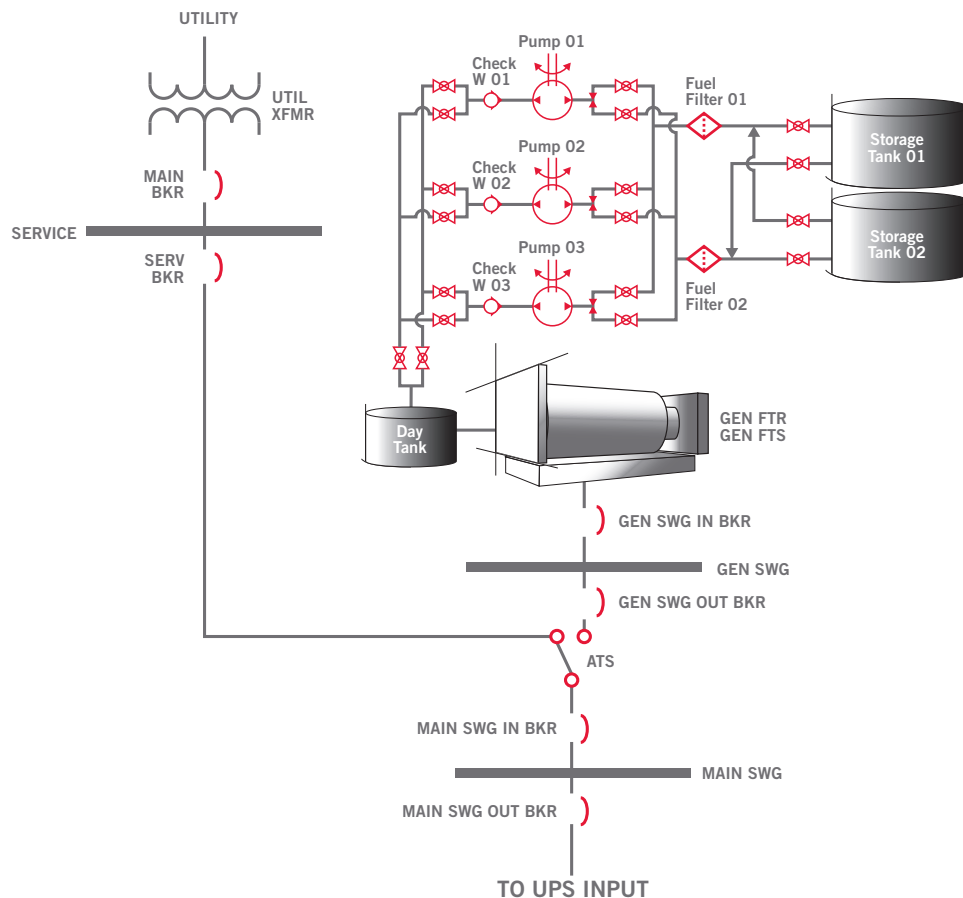 UTILITY
UTIL
XFMR
MAIN
BKR
SERVICE
SERV
BKR
Pump 01
Check
W 01
Fuel
Filter 01
Storage
Tank 01
Pump 02
Check
W 02
Storage
Tank 02
Pump 03
Check
W 03
Fuel
Filter 02
Day
Tank
GEN FTR
GEN FTS
GEN SWG IN BKR
GEN SWG
GEN SWG OUT BKR
ATS
MAIN SWG IN BKR
MAIN SWG
MAIN SWG OUT BKR
TO UPS INPUT